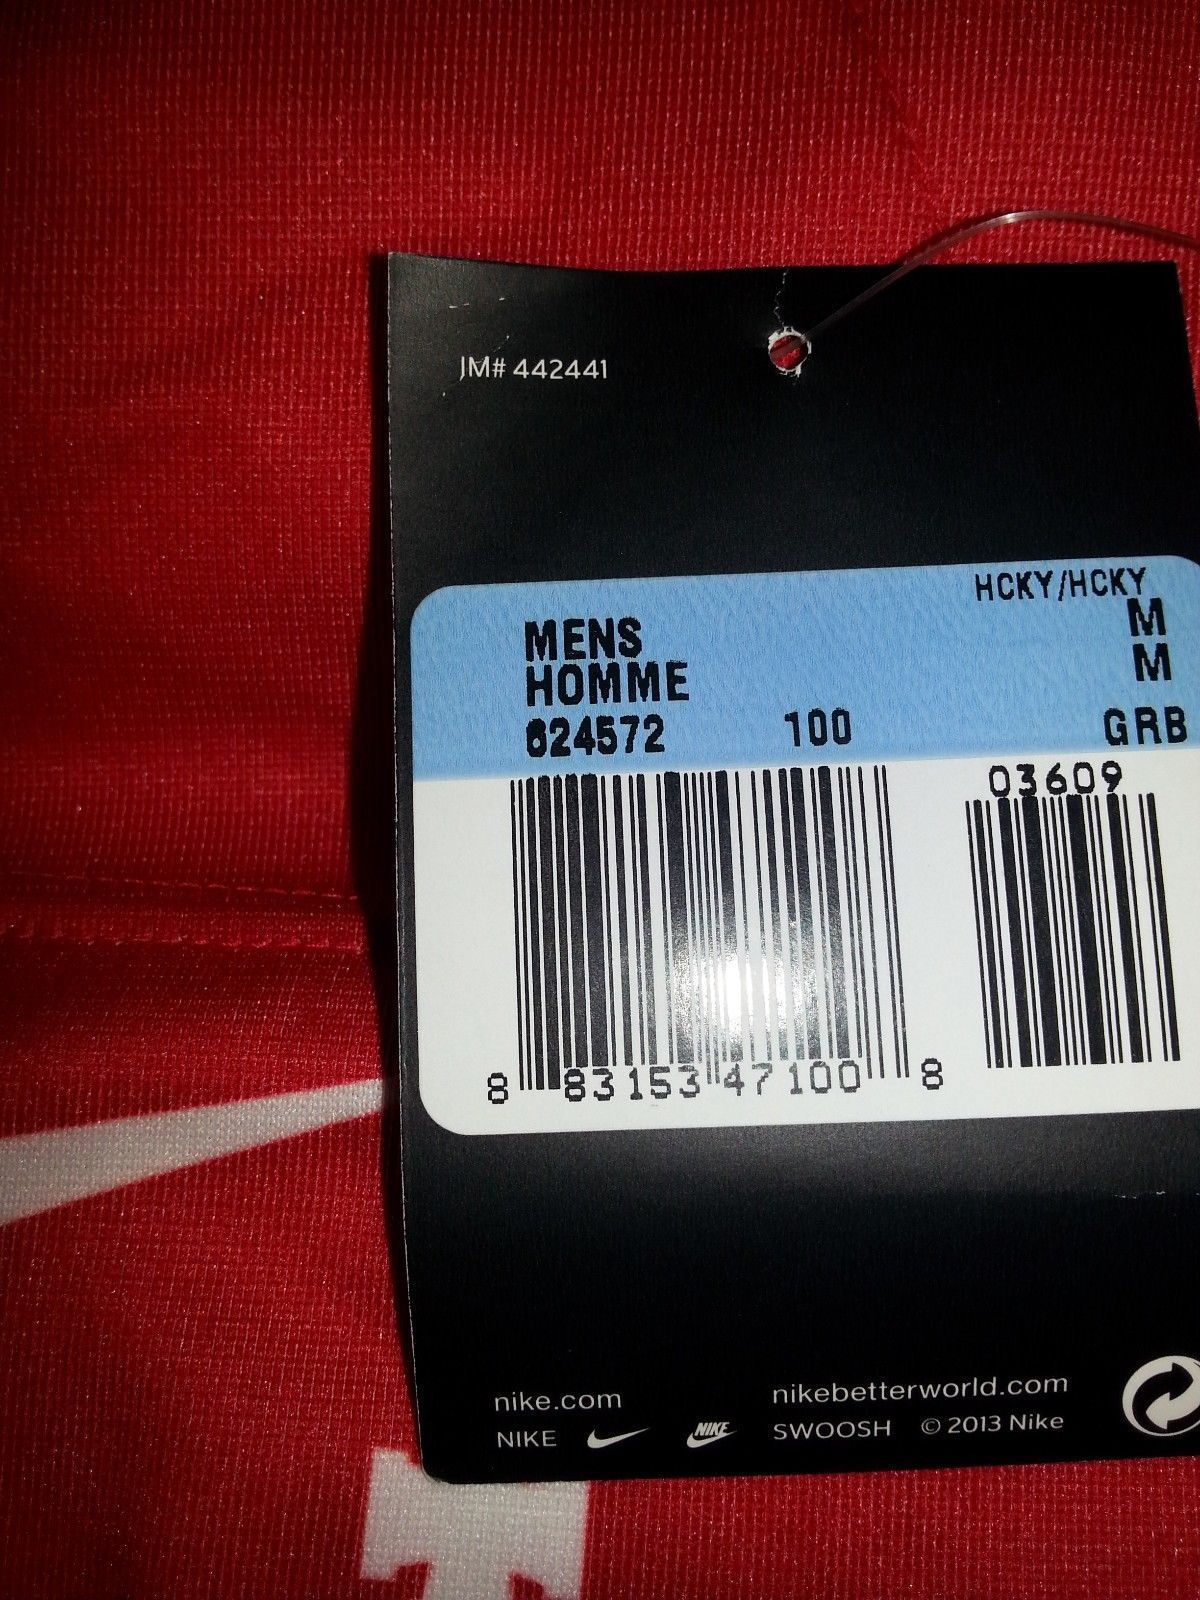 JM# 442441
HCKY/HCKY
MENS M
HOMME M
624572 100 GRB
03609
8 83153 47100 8
nike.com nikebetterworld.com
NIKE NIKE SWOOSH © 2013 Nike